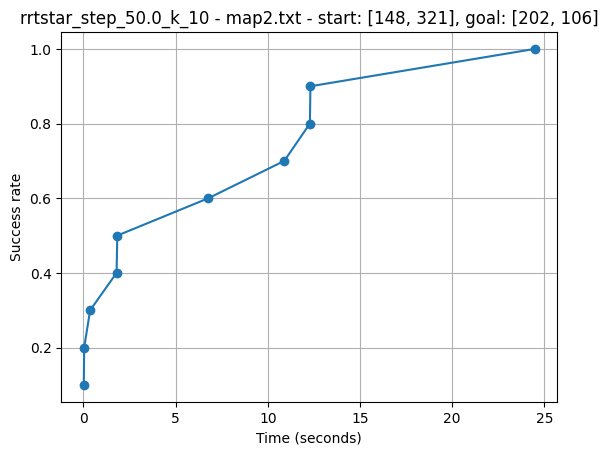 rrtstar_step_50.0_k_10 - map2.txt - start: [148, 321], goal: [202, 106]
1.0
0.8
0.6
0.4
0.2
Success rate
0 5 10 15 20 25
Time (seconds)